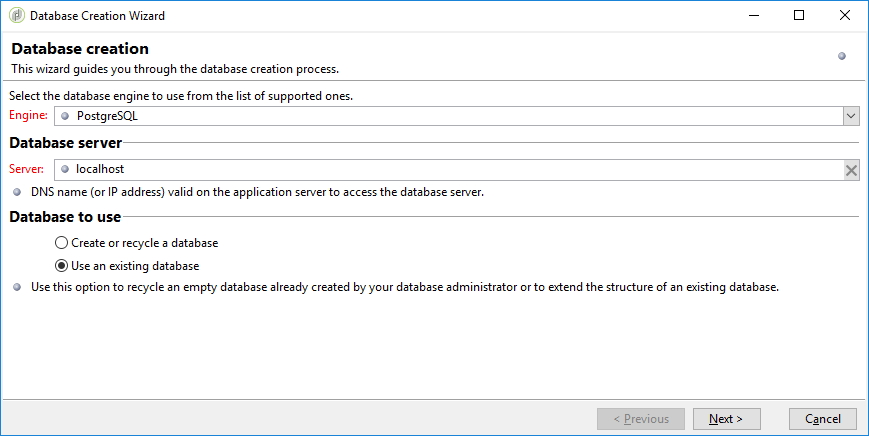 Database Creation Wizard
Database creation
This wizard guides you through the database creation process.
Select the database engine to use from the list of supported ones.
Engine: PostgreSQL
Database server
Server: localhost
DNS name (or IP address) valid on the application server to access the database server.
Database to use
Create or recycle a database
Use an existing database
Use this option to recycle an empty database already created by your database administrator or to extend the structure of an existing database.
< Previous Next > Cancel